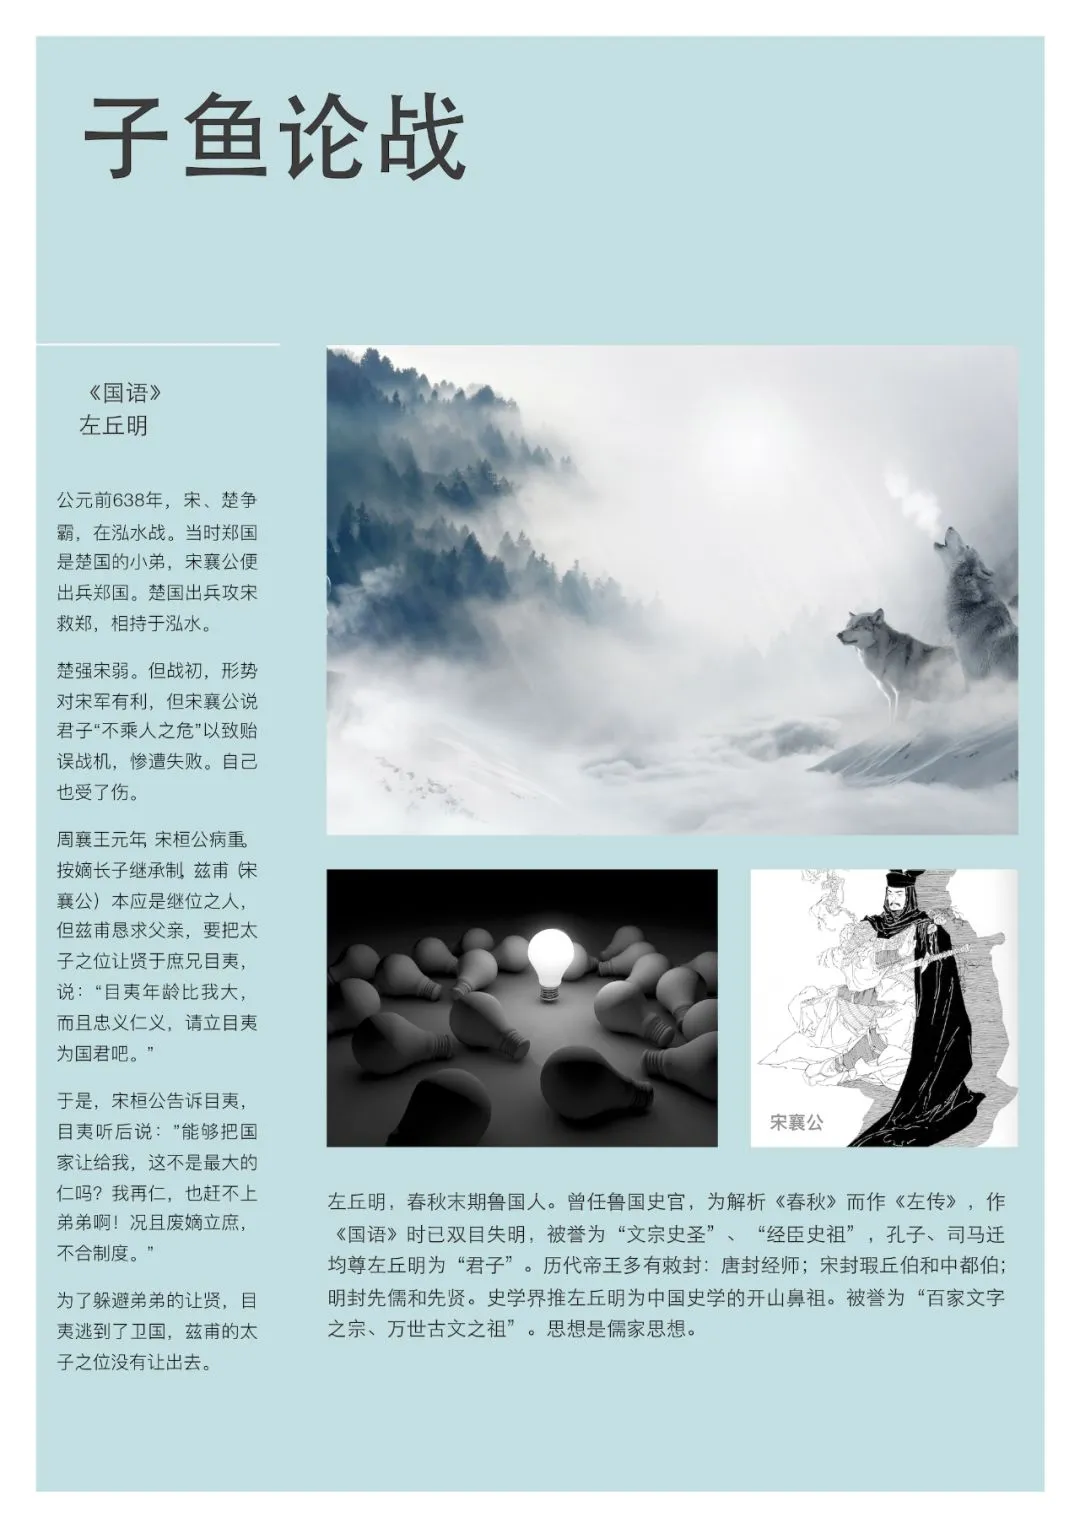 子鱼论战
《国语》
左丘明
公元前638年，宋、楚争
霸，在泓水战。当时郑国
是楚国的小弟，宋襄公便
出兵郑国。楚国出兵攻宋
救郑，相持于泓水。
楚强宋弱。但战初，形势
对宋军有利，但宋襄公说
君子“不乘人之危”以致贻
误战机，惨遭失败。自己
也受了伤。
周襄王元年，宋桓公病重，
按嫡长子继承制，兹甫（宋
襄公）本应是继位之人，
但兹甫恳求父亲，要把太
子之位让贤于庶兄目夷，
说：“目夷年龄比我大，
而且忠义仁义，请立目夷
为国君吧。”
于是，宋桓公告诉目夷，
目夷听后说：”能够把国
家让给我，这不是最大的
仁吗？我再仁，也赶不上
弟弟啊！况且废嫡立庶，
不合制度。”
为了躲避弟弟的让贤，目
夷逃到了卫国，兹甫的太
子之位没有让出去。
宋襄公
左丘明，春秋末期鲁国人。曾任鲁国史官，为解析《春秋》而作《左传》，作
《国语》时已双目失明，被誉为“文宗史圣”、“经臣史祖”，孔子、司马迁
均尊左丘明为“君子”。历代帝王多有敕封：唐封经师；宋封瑕丘伯和中都伯；
明封先儒和先贤。史学界推左丘明为中国史学的开山鼻祖。被誉为“百家文字
之宗、万世古文之祖”。思想是儒家思想。